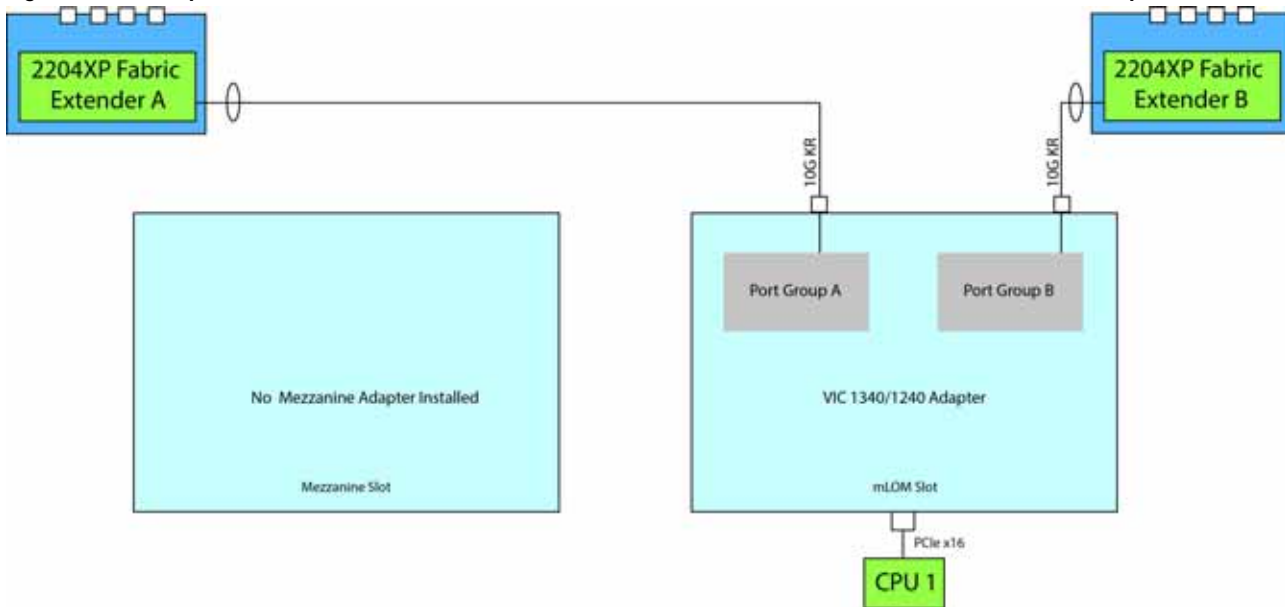 2204XP Fabric
Extender A
2204XP Fabric
Extender B
10G KR
10G KR
Port Group A
Port Group B
No Mezzanine Adapter Installed
VIC 1340/1240 Adapter
Mezzanine Slot
mLOM Slot
PCIe x16
CPU 1